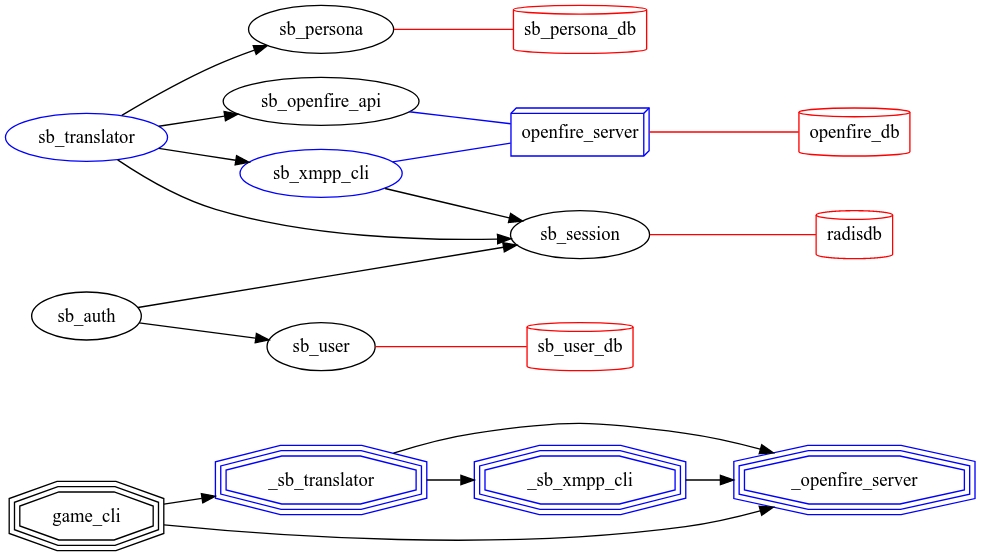 sb_persona
sb_persona_db
sb_openfire_api
sb_translator
openfire_server
openfire_db
sb_xmpp_cli
sb_session
radisdb
sb_auth
sb_user
sb_user_db
_sb_translator
_sb_xmpp_cli
_openfire_server
game_cli